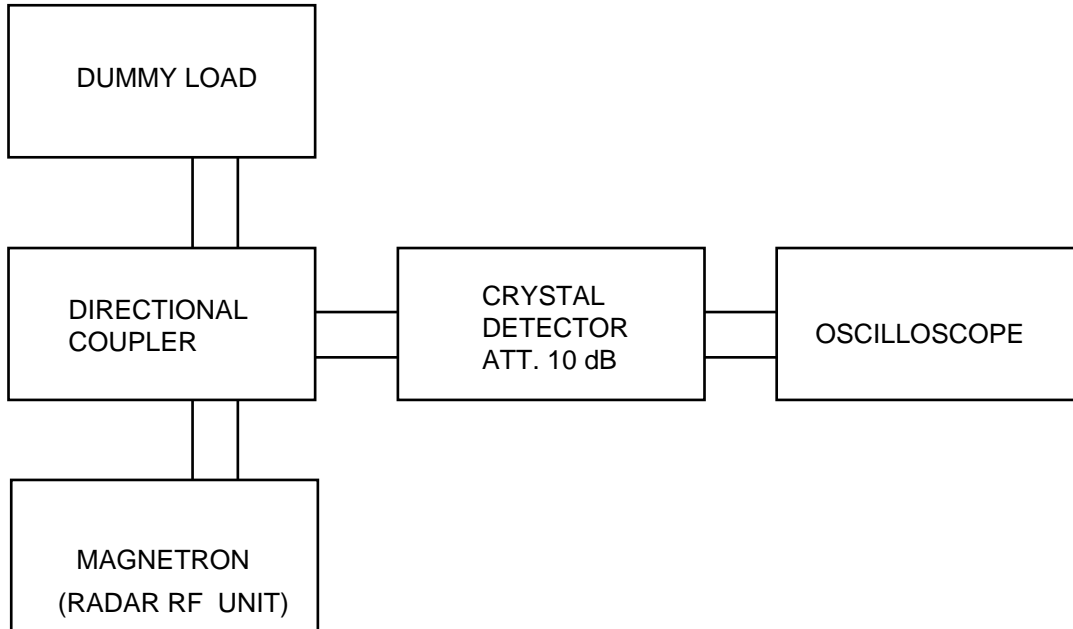 DUMMY LOAD
DIRECTIONAL
COUPLER
CRYSTAL
DETECTOR
ATT. 10 dB
OSCILLOSCOPE
MAGNETRON
(RADAR RF UNIT)